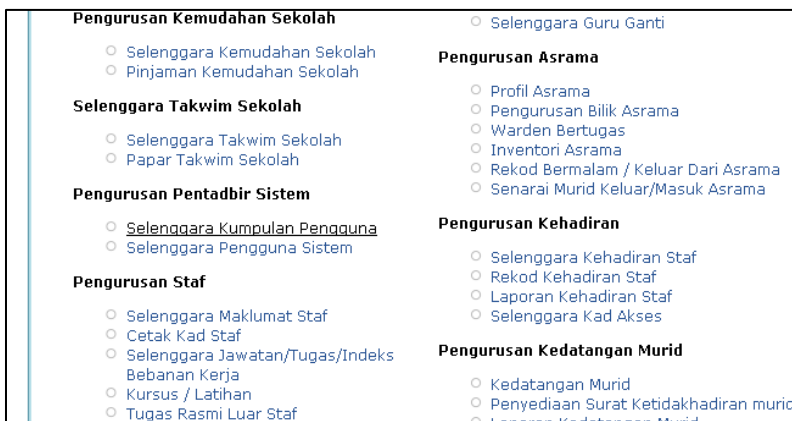 Pengurusan Kemudahan Sekolah
Selenggara Kemudahan Sekolah
Pinjaman Kemudahan Sekolah
Selenggara Takwim Sekolah
Selenggara Takwim Sekolah
Papar Takwim Sekolah
Pengurusan Pentadbir Sistem
Selenggara Kumpulan Pengguna
Selenggara Pengguna Sistem
Pengurusan Staf
Selenggara Maklumat Staf
Cetak Kad Staf
Selenggara Jawatan/Tugas/Indeks
Bebanan Kerja
Kursus / Latihan
Tugas Rasmi Luar Staf
Selenggara Guru Ganti
Pengurusan Asrama
Profil Asrama
Pengurusan Bilik Asrama
Warden Bertugas
Inventori Asrama
Rekod Bermalam / Keluar Dari Asrama
Senarai Murid Keluar/Masuk Asrama
Pengurusan Kehadiran
Selenggara Kehadiran Staf
Rekod Kehadiran Staf
Laporan Kehadiran Staf
Selenggara Kad Akses
Pengurusan Kedatangan Murid
Kedatangan Murid
Penyediaan Surat Ketidakhadiran murid
Laporan Kedatangan Murid